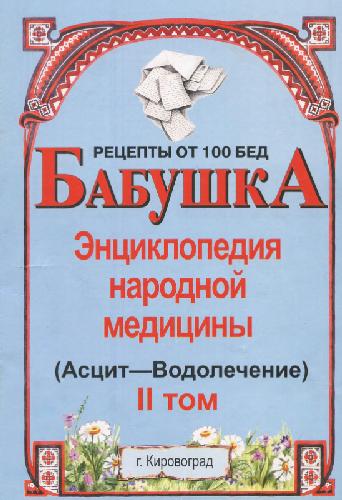 РЕЦЕПТЫ ОТ 100 БЕД
БАБУШКА
Энциклопедия
народной
медицины
(Асцит—Водолечение)
II том
г. Кировоград